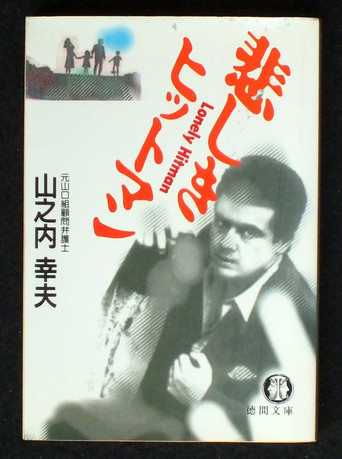 悲しき
ヒットマン
Lonely Hitman
元山口組顧問弁護士
山之内幸夫
徳間文庫